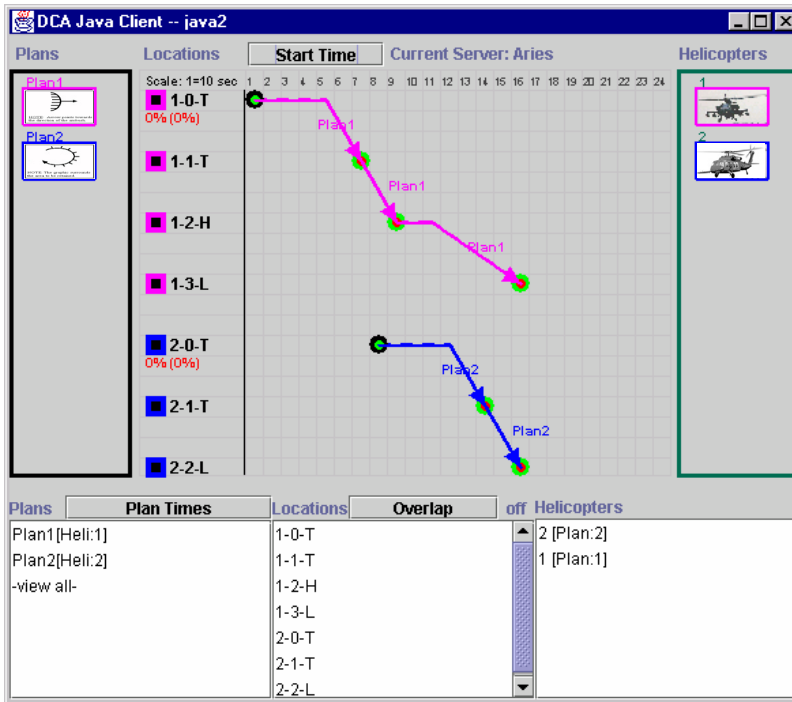 DCA Java Client -- java2
Plans Locations Start Time Current Server: Aries Helicopters
Scale: 1=10 sec 1 2 3 4 5 6 7 8 9 10 11 12 13 14 15 16 17 18 19 20 21 22 23 24
Plan1
1-0-T
0% (0%)
Plan1
1
Plan2
2
1-1-T
Plan1
1-2-H
Plan1
1-3-L
2-0-T
0% (0%)
Plan2
2-1-T
Plan2
2-2-L
Plans Plan Times Locations Overlap off Helicopters
Plan1[Heli:1]
Plan2[Heli:2]
-view all-
1-0-T
1-1-T
1-2-H
1-3-L
2-0-T
2-1-T
2-2-L
2 [Plan:2]
1 [Plan:1]